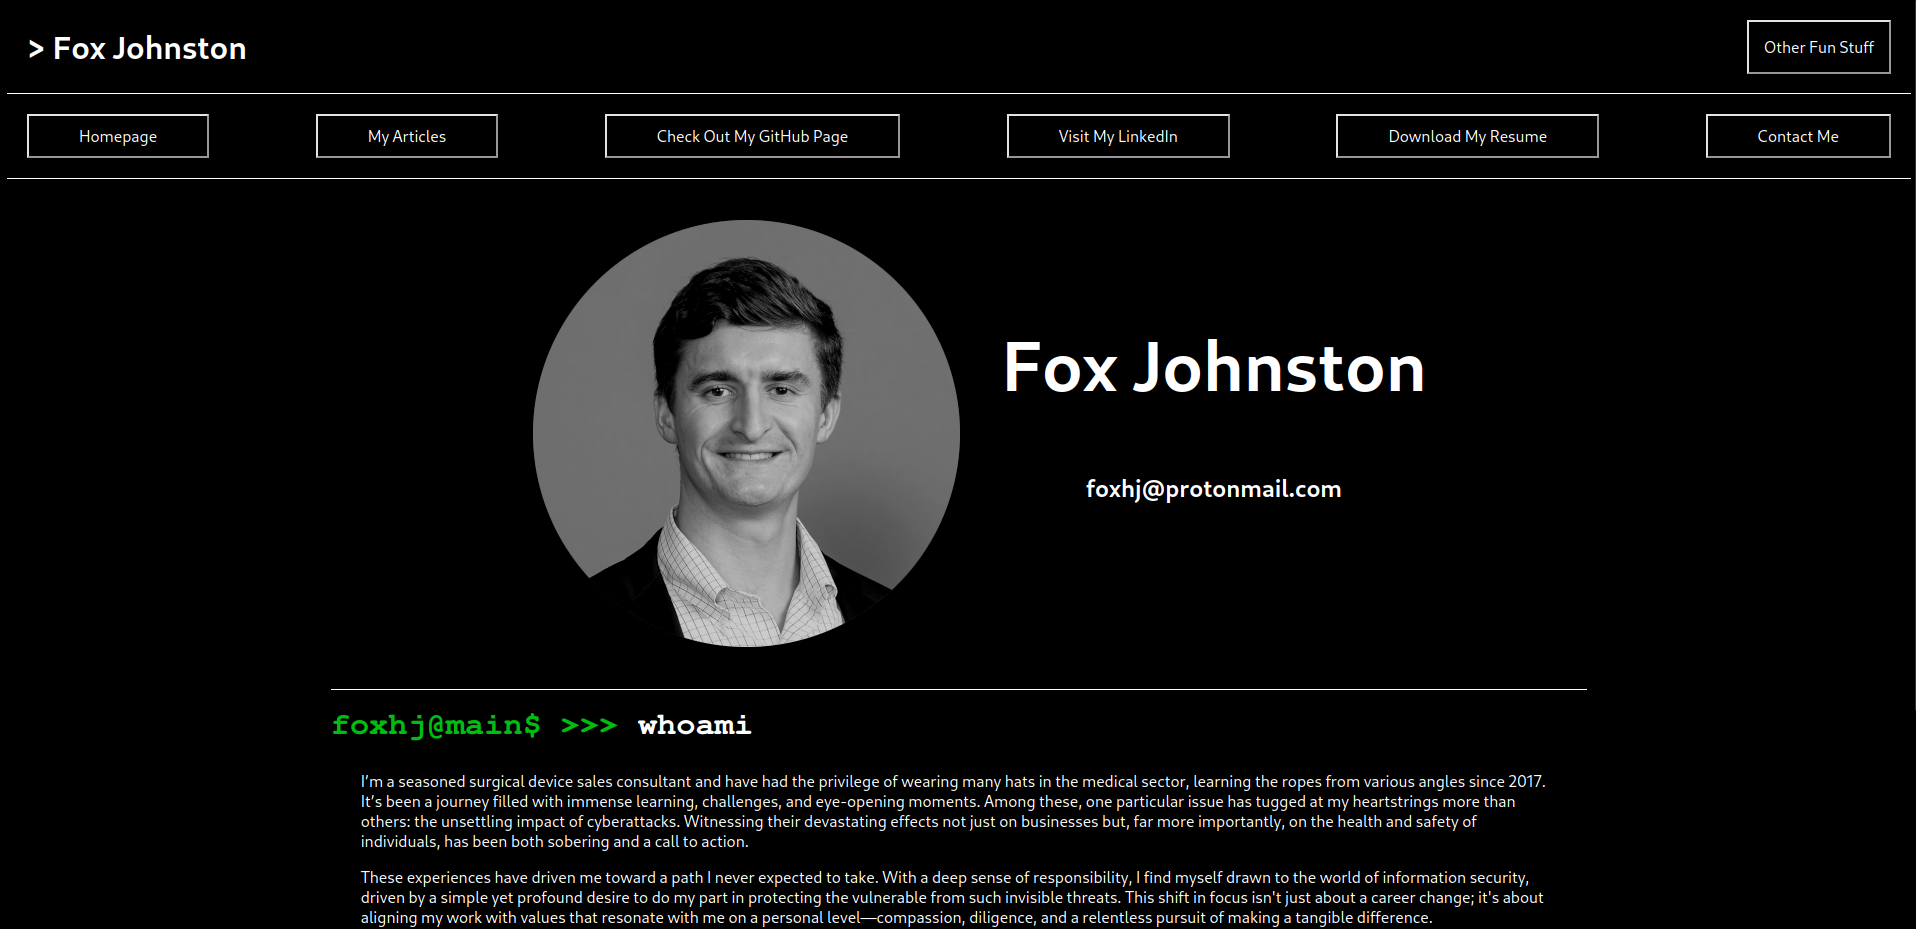 > Fox Johnston
Other Fun Stuff
Homepage
My Articles
Check Out My GitHub Page
Visit My LinkedIn
Download My Resume
Contact Me
Fox Johnston
foxhj@protonmail.com
foxhj@main$ >>> whoami
I’m a seasoned surgical device sales consultant and have had the privilege of wearing many hats in the medical sector, learning the ropes from various angles since 2017.
It’s been a journey filled with immense learning, challenges, and eye-opening moments. Among these, one particular issue has tugged at my heartstrings more than
others: the unsettling impact of cyberattacks. Witnessing their devastating effects not just on businesses but, far more importantly, on the health and safety of
individuals, has been both sobering and a call to action.
These experiences have driven me toward a path I never expected to take. With a deep sense of responsibility, I find myself drawn to the world of information security,
driven by a simple yet profound desire to do my part in protecting the vulnerable from such invisible threats. This shift in focus isn't just about a career change; it's about
aligning my work with values that resonate with me on a personal level—compassion, diligence, and a relentless pursuit of making a tangible difference.